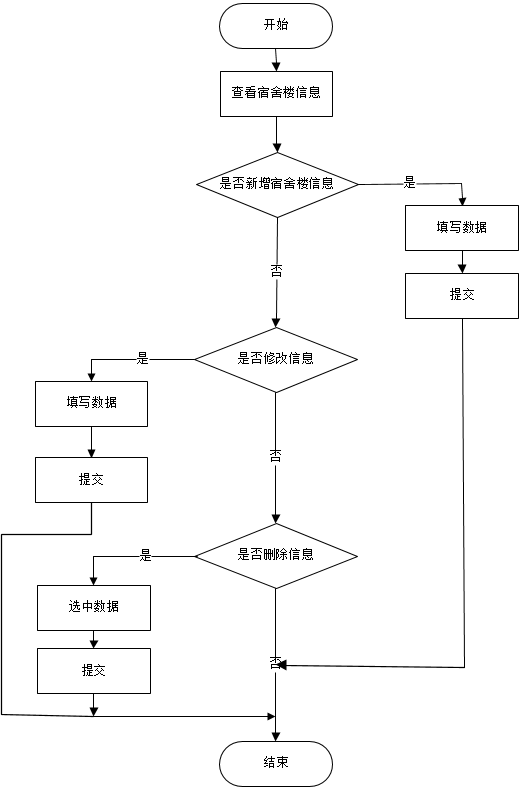 开始
查看宿舍楼信息
是否新增宿舍楼信息
是
填写数据
提交
否
是否修改信息
是
填写数据
提交
否
是否删除信息
是
选中数据
提交
否
结束